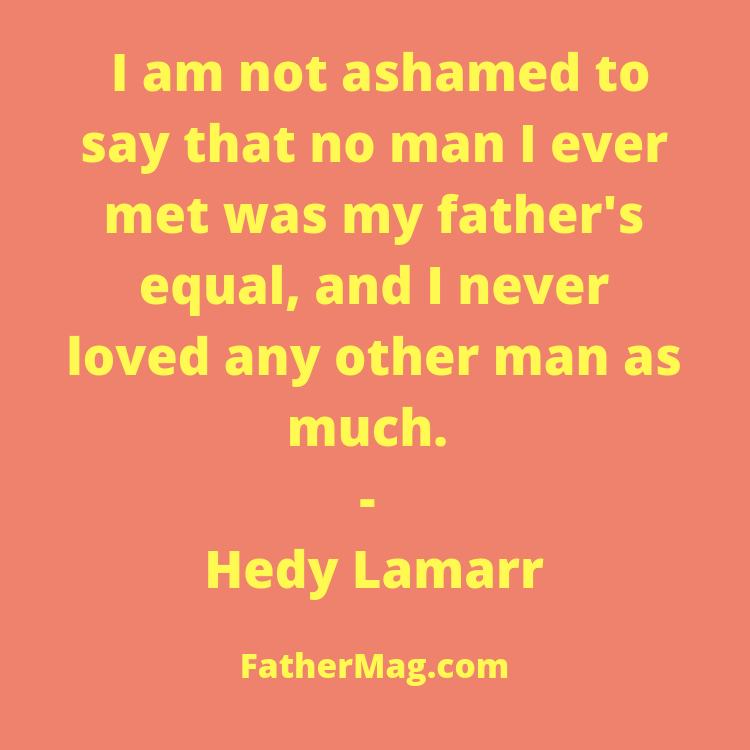 I am not ashamed to
say that no man I ever
met was my father's
equal, and I never
loved any other man as
much.
-
Hedy Lamarr
FatherMag.com